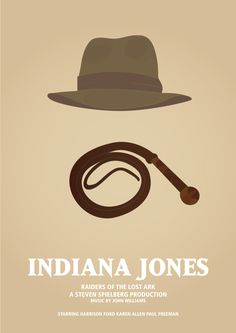 INDIANA JONES
RAIDERS OF THE LOST ARK
A STEVEN SPIELBERG PRODUCTION
MUSIC BY JOHN WILLIAMS
STARRING HARRISON FORD KAREN ALLEN PAUL FREEMAN